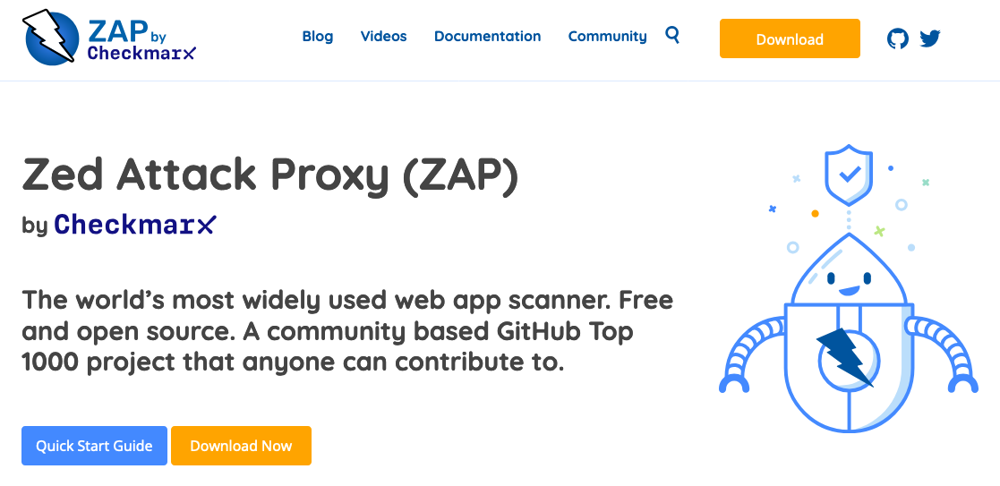 ZAP by
Checkmarx
Blog Videos Documentation Community Download
Zed Attack Proxy (ZAP)
by Checkmarx
The world's most widely used web app scanner. Free
and open source. A community based GitHub Top
1000 project that anyone can contribute to.
Quick Start Guide Download Now